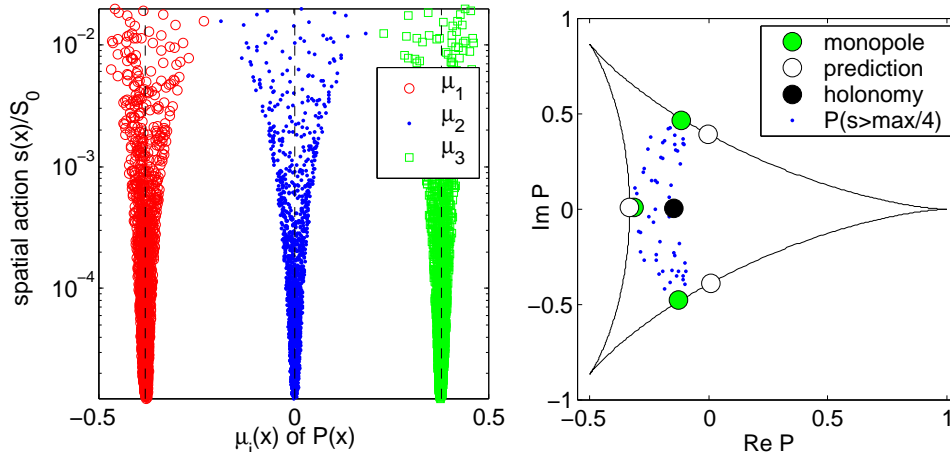 10⁻²
10⁻³
10⁻⁴
spatial action s(x)/S₀
−0.5
0
0.5
μᵢ(x) of P(x)
μ₁
μ₂
μ₃
1
0.5
0
−0.5
−1
Im P
−0.5
0
0.5
1
Re P
monopole
prediction
holonomy
P(s>max/4)